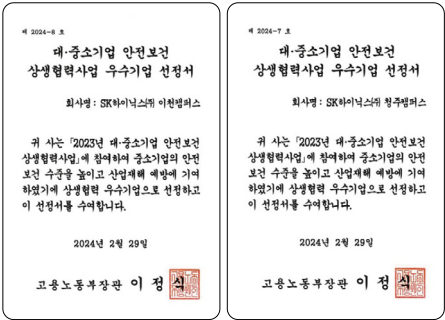 제 2024-8 호
대·중소기업 안전보건
상생협력사업 우수기업 선정서
회사명 : SK하이닉스㈜ 이천캠퍼스
귀 사는 「2023년 대·중소기업 안전보건
상생협력사업」에 참여하여 중소기업의 안전
보건 수준을 높이고 산업재해 예방에 기여
하였기에 상생협력 우수기업으로 선정하고
이 선정서를 수여합니다.
2024년 2월 29일
고용노동부장관 이 정 식
제 2024-7 호
대·중소기업 안전보건
상생협력사업 우수기업 선정서
회사명 : SK하이닉스㈜ 청주캠퍼스
귀 사는 「2023년 대·중소기업 안전보건
상생협력사업」에 참여하여 중소기업의 안전
보건 수준을 높이고 산업재해 예방에 기여
하였기에 상생협력 우수기업으로 선정하고
이 선정서를 수여합니다.
2024년 2월 29일
고용노동부장관 이 정 식